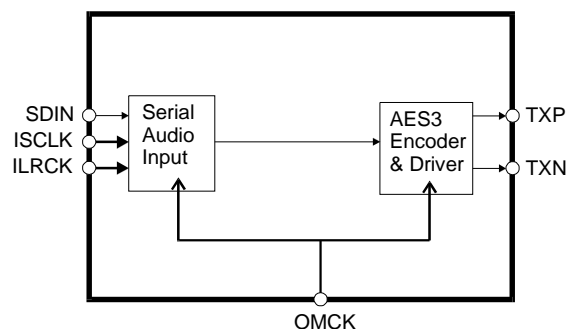 SDIN
ISCLK
ILRCK
Serial
Audio
Input
AES3
Encoder
& Driver
TXP
TXN
OMCK